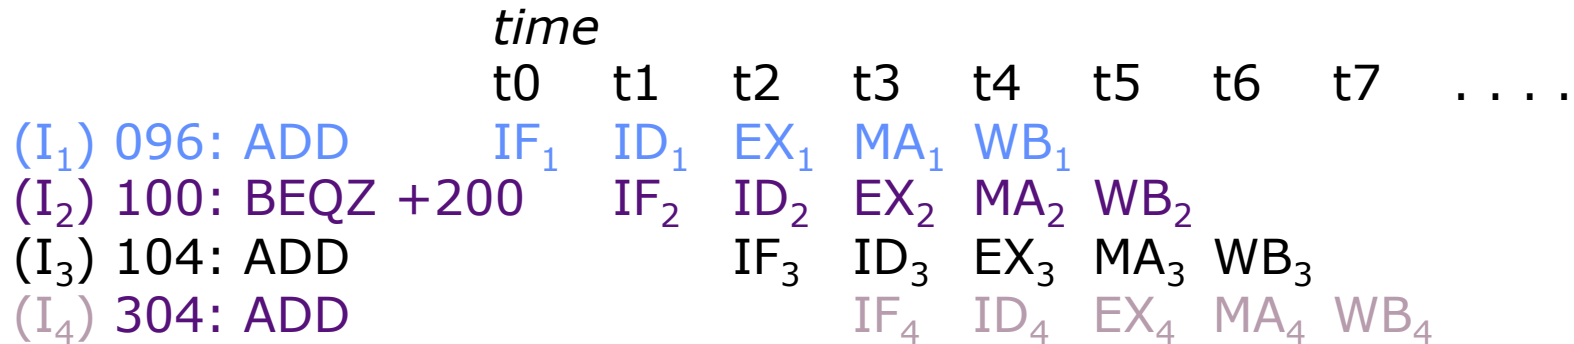 time
t0 t1 t2 t3 t4 t5 t6 t7 . . . .
(I₁) 096: ADD IF₁ ID₁ EX₁ MA₁ WB₁
(I₂) 100: BEQZ +200 IF₂ ID₂ EX₂ MA₂ WB₂
(I₃) 104: ADD IF₃ ID₃ EX₃ MA₃ WB₃
(I₄) 304: ADD IF₄ ID₄ EX₄ MA₄ WB₄